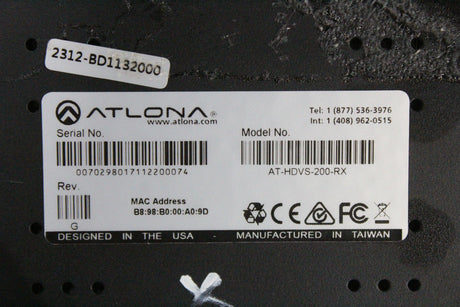 2312-BD1132000
ATLONA®
www.atlona.com
Tel: 1 (877) 536-3976
Int: 1 (408) 962-0515
Serial No.
Model No.
0070298017112200074
AT-HDVS-200-RX
Rev.
G
MAC Address
B8:98:B0:00:A0:9D
CE FC
DESIGNED IN THE USA - MANUFACTURED IN TAIWAN